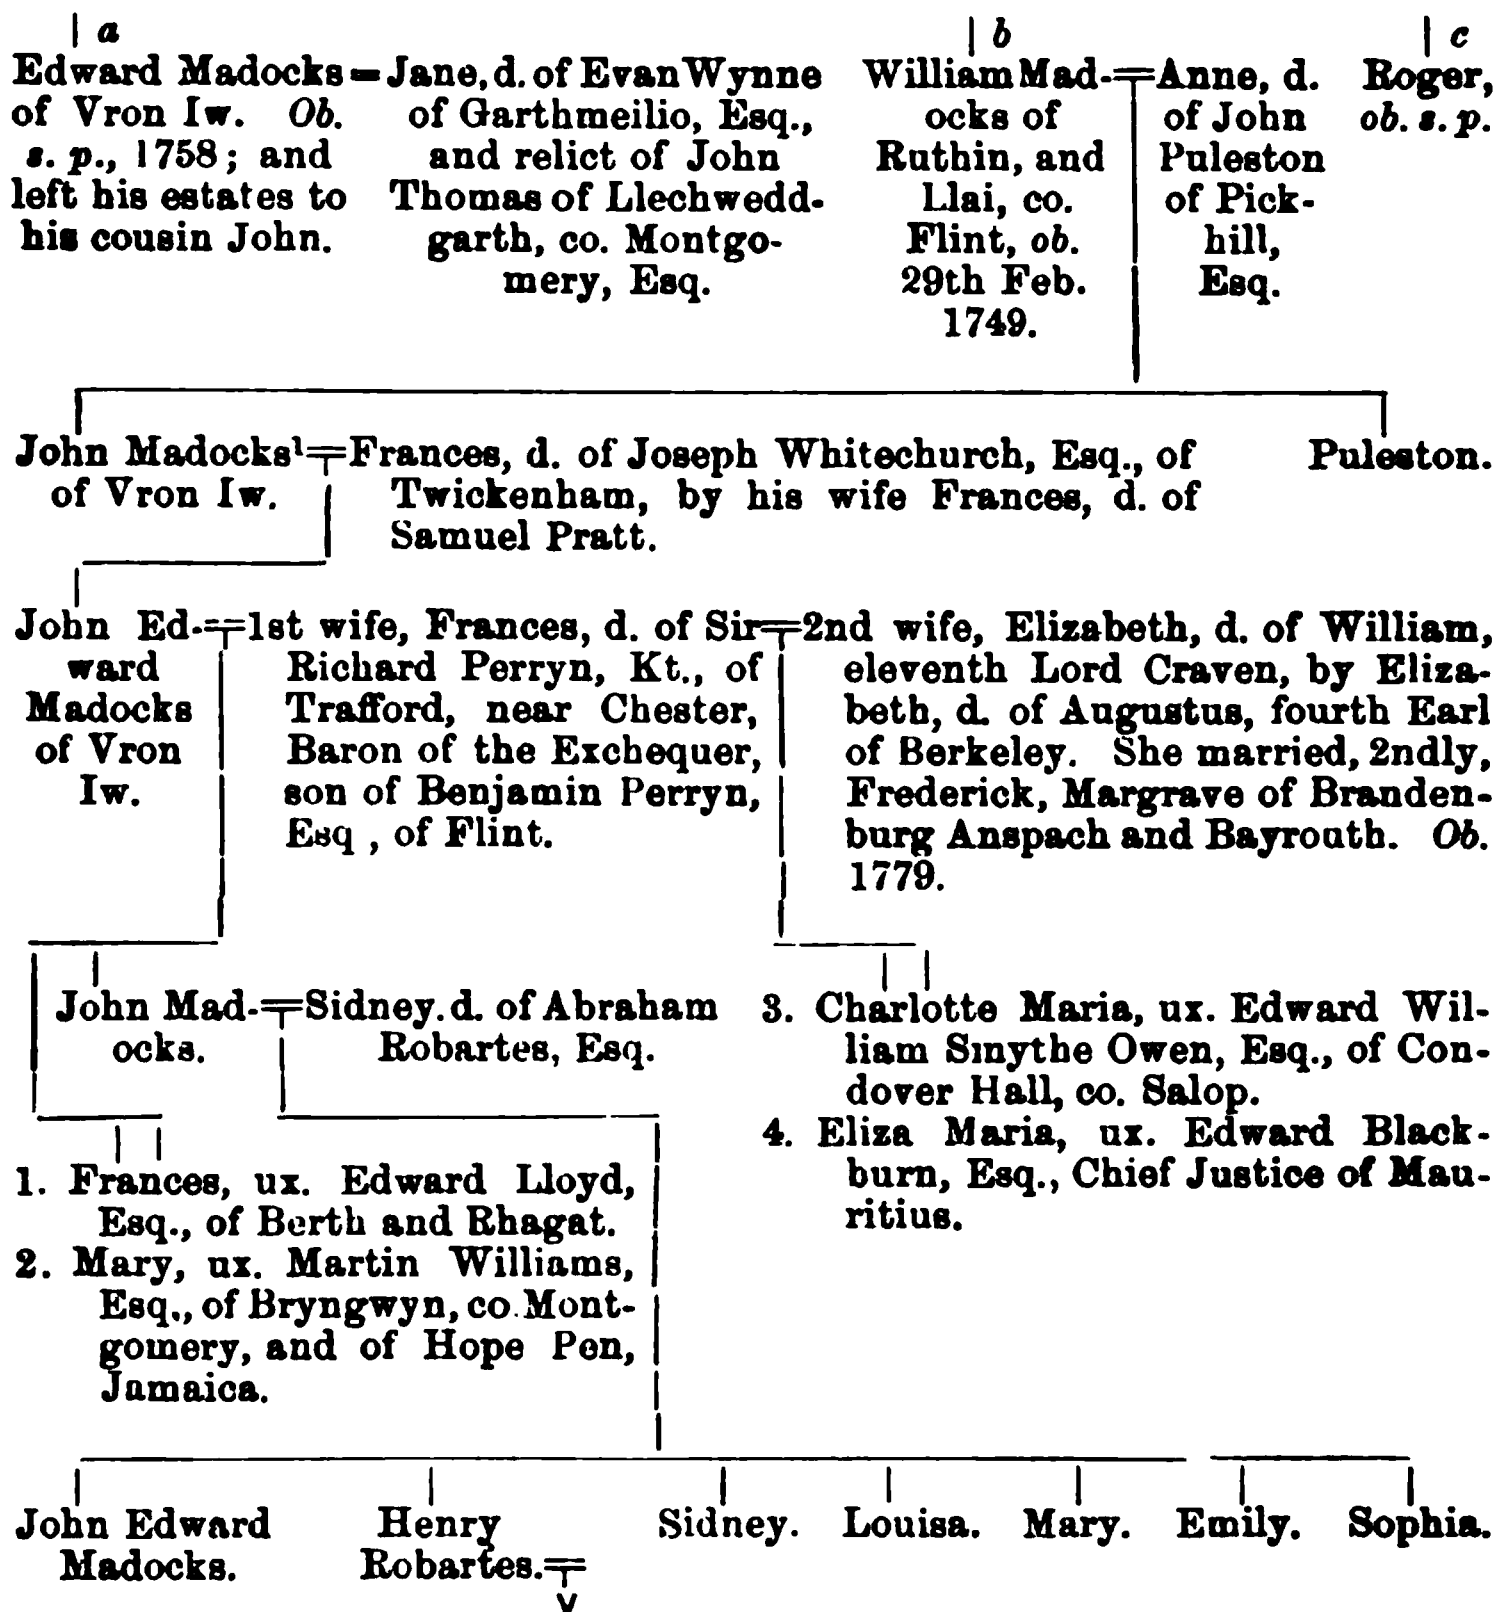 a
Edward Madocks = Jane, d. of Evan Wynne
of Vron Iw. Ob.
s. p., 1758; and
left his estates to
his cousin John.
of Garthmeilio, Esq.,
and relict of John
Thomas of Llechwedd-
garth, co. Montgo-
mery, Esq.
b
William Mad-
ocks of
Ruthin, and
Llai, co.
Flint, ob.
29th Feb.
1749.
Anne, d.
of John
Puleston
of Pick-
hill,
Esq.
c
Roger,
ob. s. p.
John Madocks¹
of Vron Iw.
Frances, d. of Joseph Whitechurch, Esq., of
Twickenham, by his wife Frances, d. of
Samuel Pratt.
Puleston.
John Ed-
ward
Madocks
of Vron
Iw.
1st wife, Frances, d. of Sir
Richard Perryn, Kt., of
Trafford, near Chester,
Baron of the Exchequer,
son of Benjamin Perryn,
Esq , of Flint.
2nd wife, Elizabeth, d. of William,
eleventh Lord Craven, by Eliza-
beth, d. of Augustus, fourth Earl
of Berkeley. She married, 2ndly,
Frederick, Margrave of Branden-
burg Anspach and Bayrouth. Ob.
1779.
John Mad-
ocks.
Sidney. d. of Abraham
Robartes, Esq.
3. Charlotte Maria, ux. Edward Wil-
liam Smythe Owen, Esq., of Con-
dover Hall, co. Salop.
4. Eliza Maria, ux. Edward Black-
burn, Esq., Chief Justice of Mau-
ritius.
1. Frances, ux. Edward Lloyd,
Esq., of Berth and Rhagat.
2. Mary, ux. Martin Williams,
Esq., of Bryngwyn, co. Mont-
gomery, and of Hope Pen,
Jamaica.
John Edward
Madocks.
Henry
Robartes.
Sidney.
Louisa.
Mary.
Emily.
Sophia.